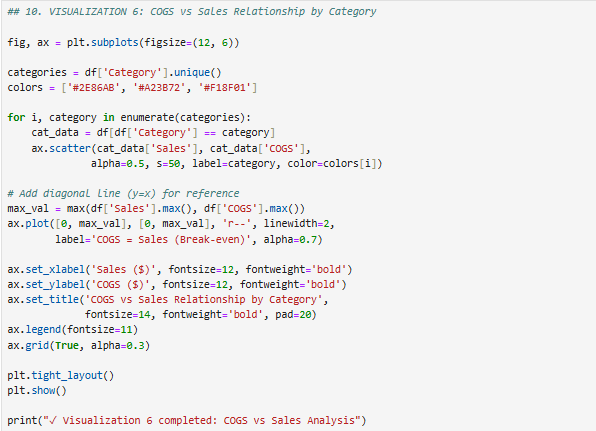 ## 10. VISUALIZATION 6: COGS vs Sales Relationship by Category
fig, ax = plt.subplots(figsize=(12, 6))
categories = df['Category'].unique()
colors = ['#2E86AB', '#A23B72', '#F18F01']
for i, category in enumerate(categories):
    cat_data = df[df['Category'] == category]
    ax.scatter(cat_data['Sales'], cat_data['COGS'],
              alpha=0.5, s=50, label=category, color=colors[i])
# Add diagonal line (y=x) for reference
max_val = max(df['Sales'].max(), df['COGS'].max())
ax.plot([0, max_val], [0, max_val], 'r--', linewidth=2,
        label='COGS = Sales (Break-even)', alpha=0.7)
ax.set_xlabel('Sales ($)', fontsize=12, fontweight='bold')
ax.set_ylabel('COGS ($)', fontsize=12, fontweight='bold')
ax.set_title('COGS vs Sales Relationship by Category',
             fontsize=14, fontweight='bold', pad=20)
ax.legend(fontsize=11)
ax.grid(True, alpha=0.3)
plt.tight_layout()
plt.show()
print("✓ Visualization 6 completed: COGS vs Sales Analysis")